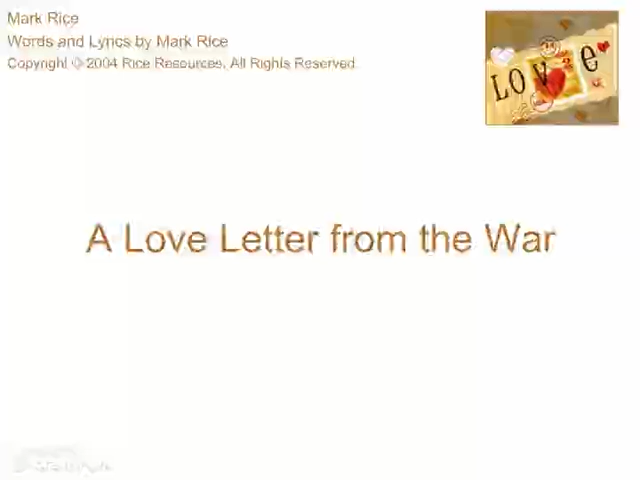 Mark Rice
Words and Lyrics by Mark Rice
Copyright © 2004 Rice Resources. All Rights Reserved.
LOVe
A Love Letter from the War